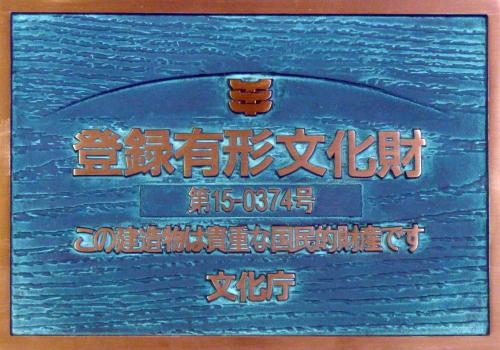 登録有形文化財
第15-0374号
この建造物は貴重な国民的財産です
文化庁